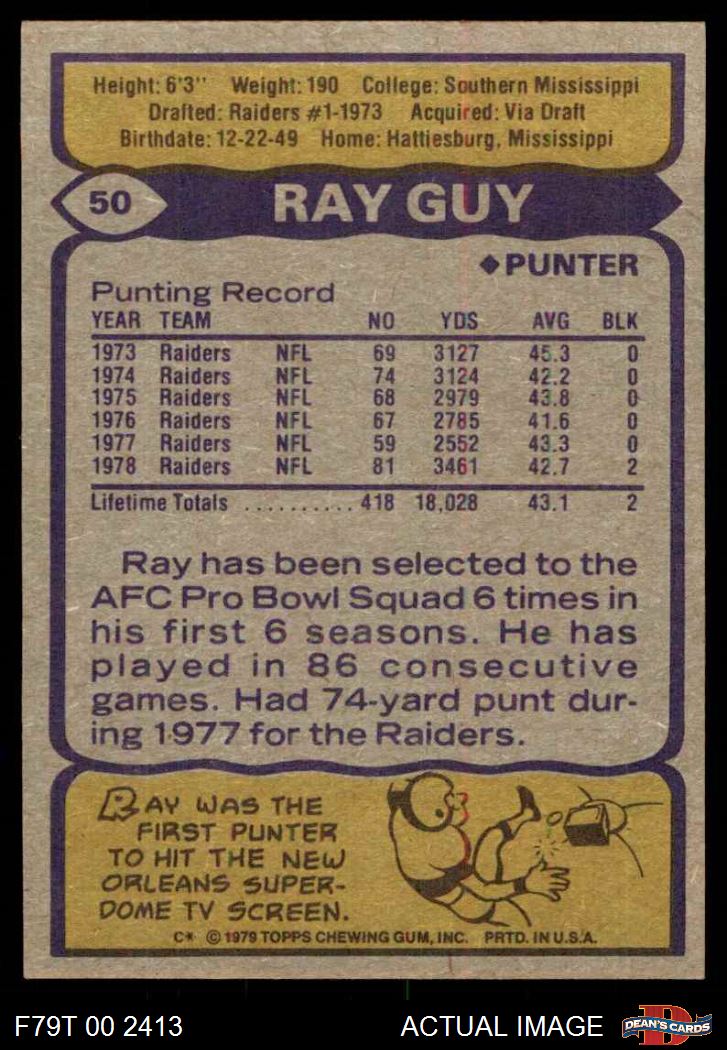 Height: 6'3" Weight: 190 College: Southern Mississippi
Drafted: Raiders #1-1973 Acquired: Via Draft
Birthdate: 12-22-49 Home: Hattiesburg, Mississippi
50 RAY GUY
◆PUNTER
Punting Record
YEAR TEAM NO YDS AVG BLK
1973 Raiders NFL 69 3127 45.3 0
1974 Raiders NFL 74 3124 42.2 0
1975 Raiders NFL 68 2979 43.8 0
1976 Raiders NFL 67 2785 41.6 0
1977 Raiders NFL 59 2552 43.3 0
1978 Raiders NFL 81 3461 42.7 2
Lifetime Totals .......... 418 18,028 43.1 2
Ray has been selected to the
AFC Pro Bowl Squad 6 times in
his first 6 seasons. He has
played in 86 consecutive
games. Had 74-yard punt dur-
ing 1977 for the Raiders.
RAY WAS THE
FIRST PUNTER
TO HIT THE NEW
ORLEANS SUPER-
DOME TV SCREEN.
C* © 1979 TOPPS CHEWING GUM, INC. PRTD. IN U.S.A.
F79T 00 2413 ACTUAL IMAGE D DEAN'S CARDS